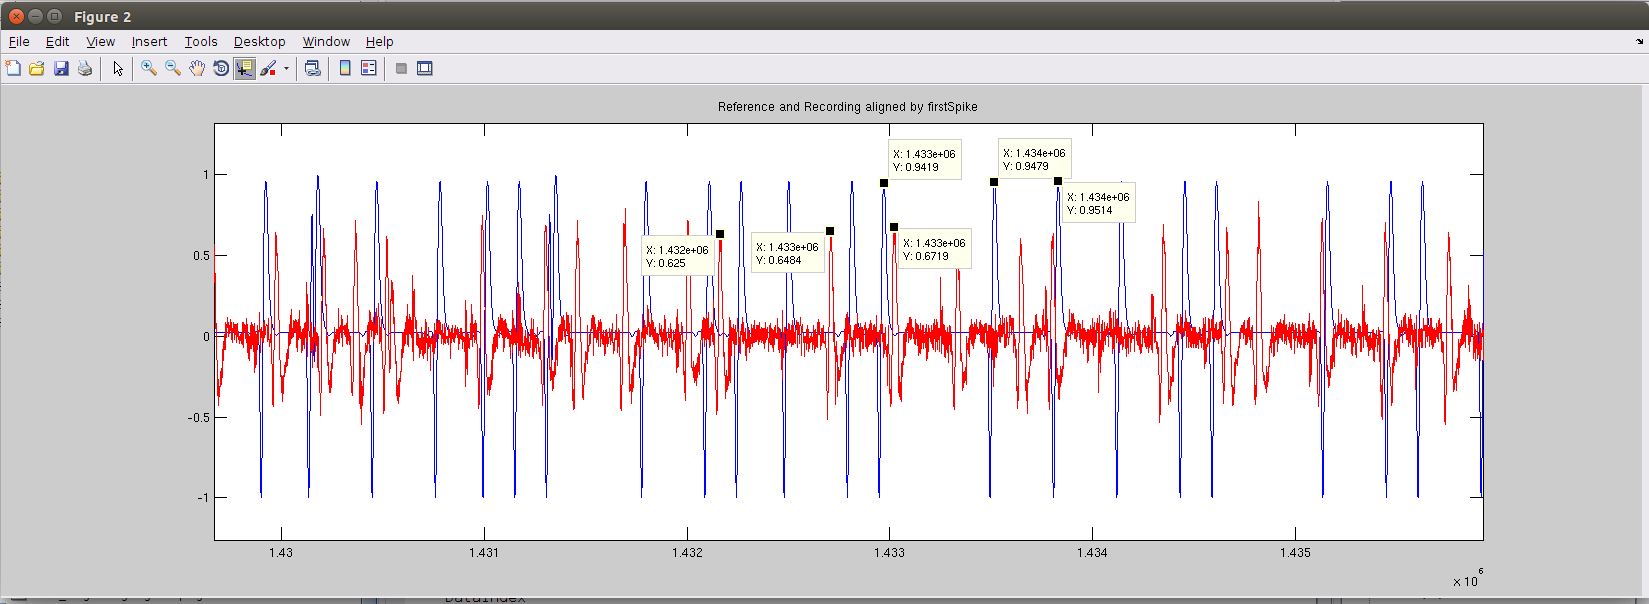 Figure 2
File Edit View Insert Tools Desktop Window Help
Reference and Recording aligned by firstSpike
X: 1.433e+06
Y: 0.9419
X: 1.434e+06
Y: 0.9479
X: 1.434e+06
Y: 0.9514
X: 1.432e+06
Y: 0.625
X: 1.433e+06
Y: 0.6484
X: 1.433e+06
Y: 0.6719
1
0.5
0
-0.5
-1
1.43 1.431 1.432 1.433 1.434 1.435
x 10^6
DataIndex